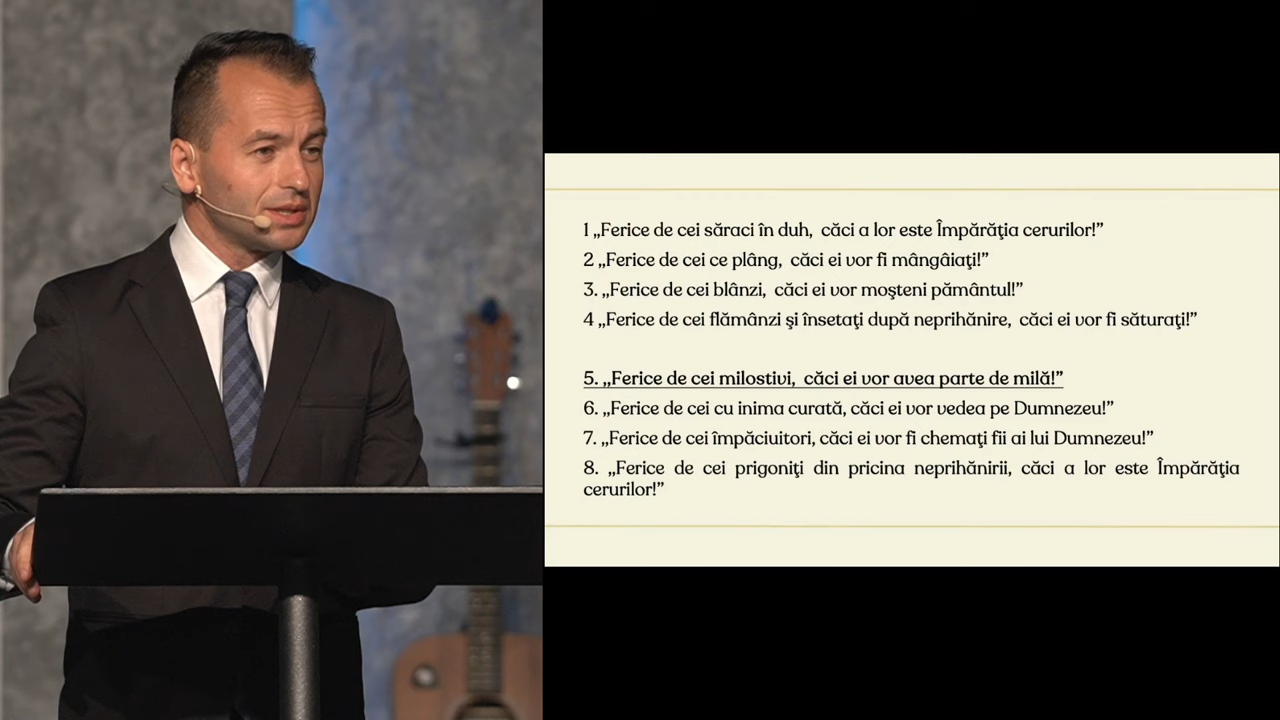 1 „Ferice de cei săraci în duh, căci a lor este Împărăţia cerurilor!”
2 „Ferice de cei ce plâng, căci ei vor fi mângâiaţi!”
3. „Ferice de cei blânzi, căci ei vor moşteni pământul!”
4 „Ferice de cei flămânzi şi însetaţi după neprihănire, căci ei vor fi săturaţi!”
5. „Ferice de cei milostivi, căci ei vor avea parte de milă!”
6. „Ferice de cei cu inima curată, căci ei vor vedea pe Dumnezeu!”
7. „Ferice de cei împăciuitori, căci ei vor fi chemaţi fii ai lui Dumnezeu!”
8. „Ferice de cei prigoniţi din pricina neprihănirii, căci a lor este Împărăţia
cerurilor!”